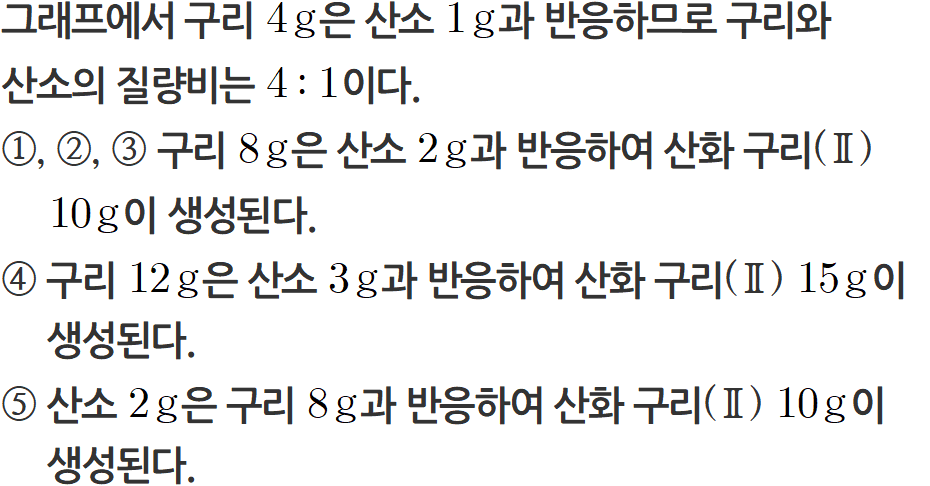 그래프에서 구리 4 g은 산소 1 g과 반응하므로 구리와
산소의 질량비는 4 : 1이다.
①, ②, ③ 구리 8 g은 산소 2 g과 반응하여 산화 구리(Ⅱ)
10 g이 생성된다.
④ 구리 12 g은 산소 3 g과 반응하여 산화 구리(Ⅱ) 15 g이
생성된다.
⑤ 산소 2 g은 구리 8 g과 반응하여 산화 구리(Ⅱ) 10 g이
생성된다.